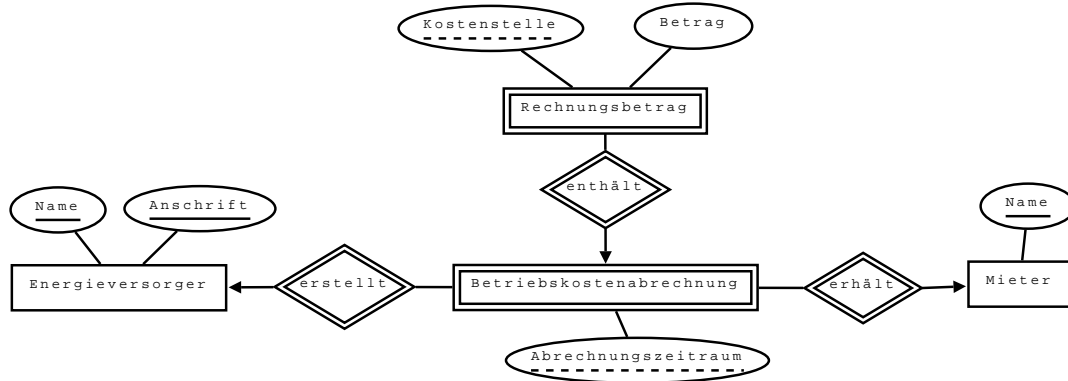 Kostenstelle
Betrag
Rechnungsbetrag
enthält
Name
Anschrift
Name
Energieversorger
erstellt
Betriebskostenabrechnung
erhält
Mieter
Abrechnungszeitraum